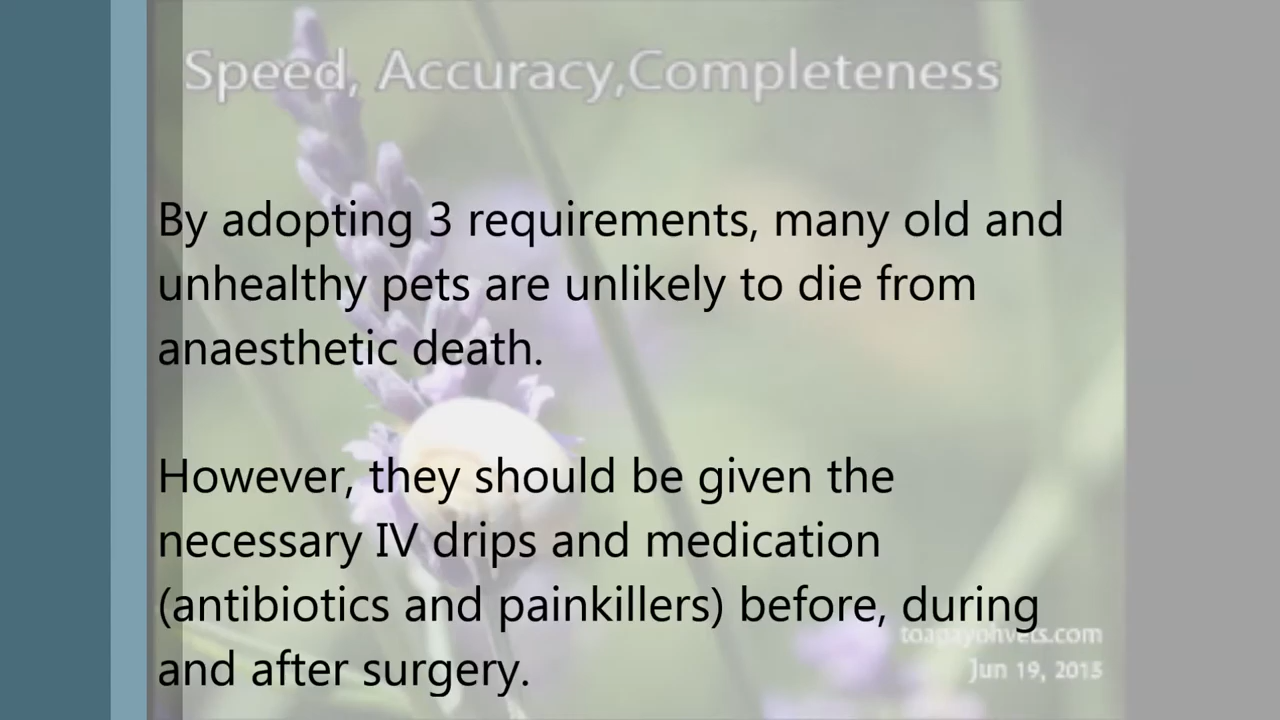 Speed, Accuracy,Completeness
By adopting 3 requirements, many old and
unhealthy pets are unlikely to die from
anaesthetic death.
However, they should be given the
necessary IV drips and medication
(antibiotics and painkillers) before, during
and after surgery.
toapayohvets.com
Jun 19, 2015